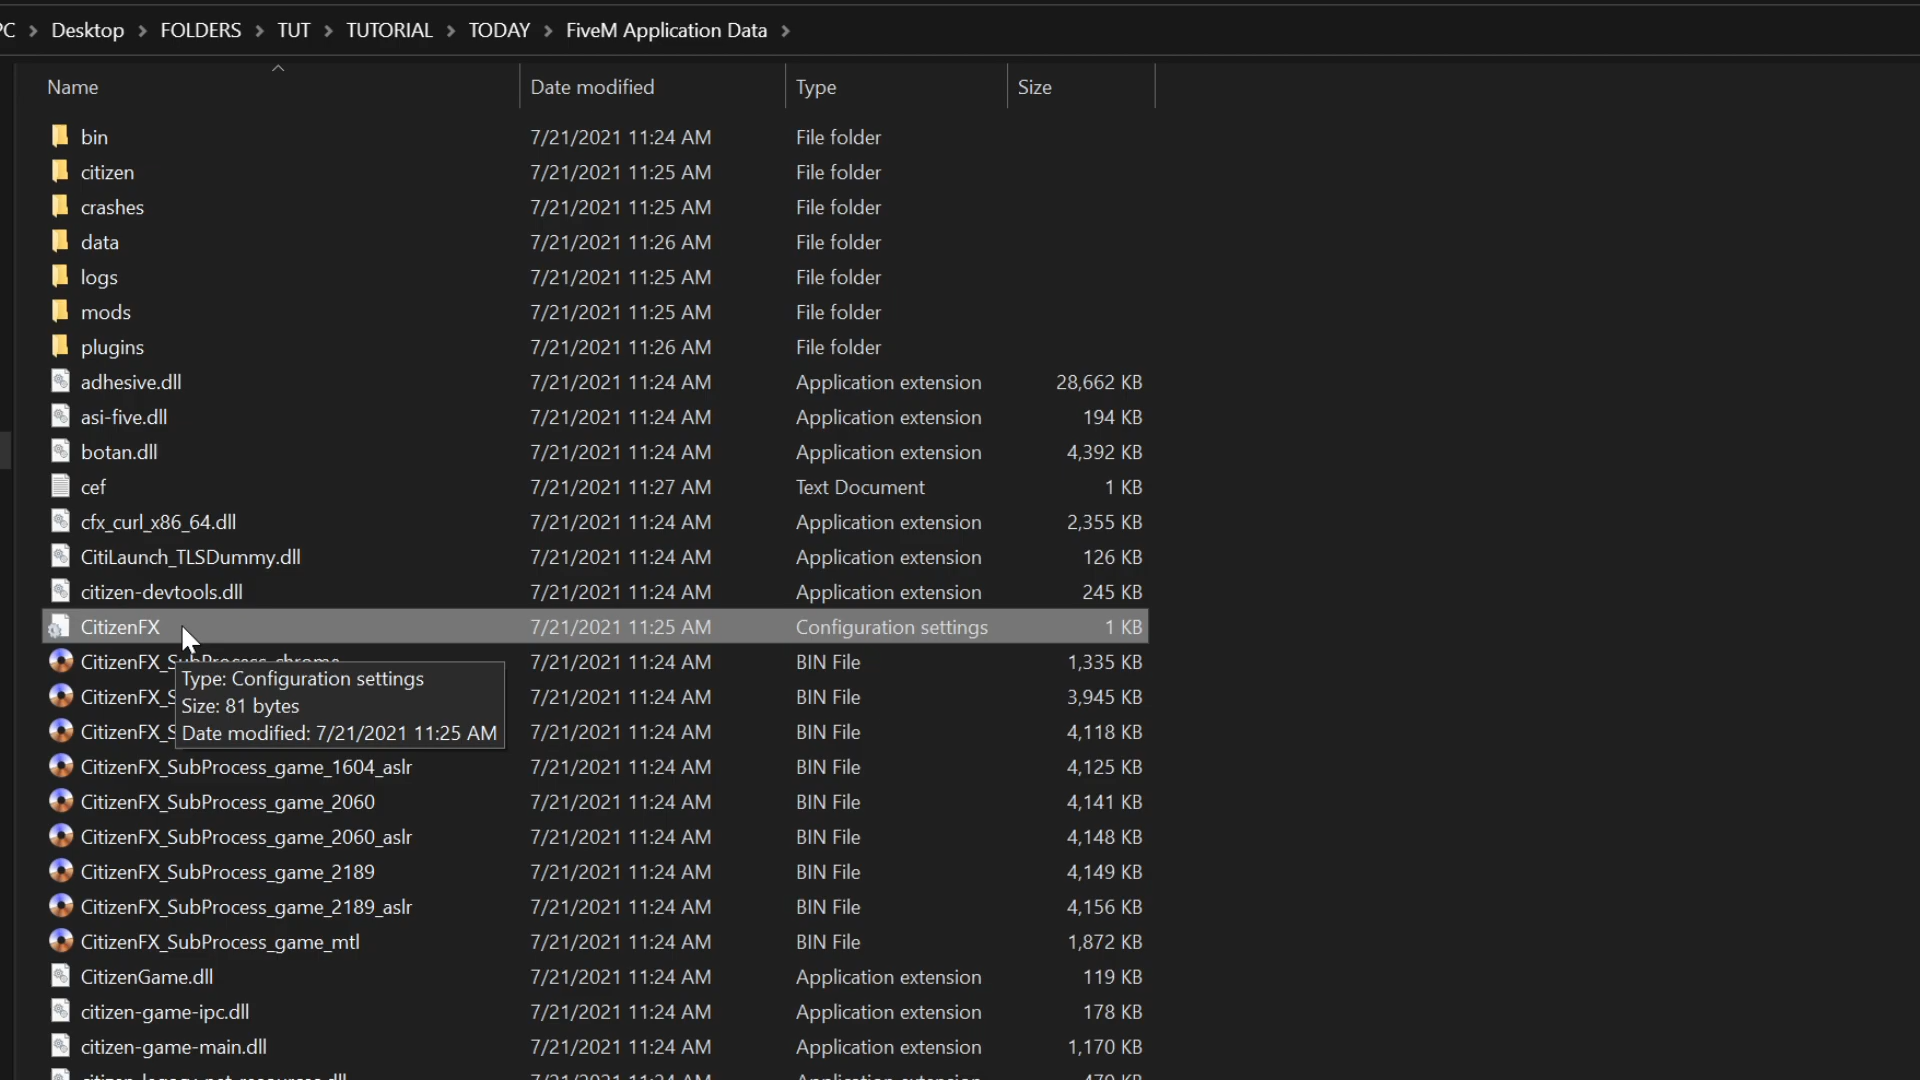 PC > Desktop > FOLDERS > TUT > TUTORIAL > TODAY > FiveM Application Data >
Name Date modified Type Size
bin 7/21/2021 11:24 AM File folder
citizen 7/21/2021 11:25 AM File folder
crashes 7/21/2021 11:25 AM File folder
data 7/21/2021 11:26 AM File folder
logs 7/21/2021 11:25 AM File folder
mods 7/21/2021 11:25 AM File folder
plugins 7/21/2021 11:26 AM File folder
adhesive.dll 7/21/2021 11:24 AM Application extension 28,662 KB
asi-five.dll 7/21/2021 11:24 AM Application extension 194 KB
botan.dll 7/21/2021 11:24 AM Application extension 4,392 KB
cef 7/21/2021 11:27 AM Text Document 1 KB
cfx_curl_x86_64.dll 7/21/2021 11:24 AM Application extension 2,355 KB
CitiLaunch_TLSDummy.dll 7/21/2021 11:24 AM Application extension 126 KB
citizen-devtools.dll 7/21/2021 11:24 AM Application extension 245 KB
CitizenFX 7/21/2021 11:25 AM Configuration settings 1 KB
CitizenFX_SubProcess_chrome 7/21/2021 11:24 AM BIN File 1,335 KB
Type: Configuration settings
CitizenFX_S 7/21/2021 11:24 AM BIN File 3,945 KB
Size: 81 bytes
CitizenFX_S 7/21/2021 11:24 AM BIN File 4,118 KB
Date modified: 7/21/2021 11:25 AM
CitizenFX_SubProcess_game_1604_aslr 7/21/2021 11:24 AM BIN File 4,125 KB
CitizenFX_SubProcess_game_2060 7/21/2021 11:24 AM BIN File 4,141 KB
CitizenFX_SubProcess_game_2060_aslr 7/21/2021 11:24 AM BIN File 4,148 KB
CitizenFX_SubProcess_game_2189 7/21/2021 11:24 AM BIN File 4,149 KB
CitizenFX_SubProcess_game_2189_aslr 7/21/2021 11:24 AM BIN File 4,156 KB
CitizenFX_SubProcess_game_mtl 7/21/2021 11:24 AM BIN File 1,872 KB
CitizenGame.dll 7/21/2021 11:24 AM Application extension 119 KB
citizen-game-ipc.dll 7/21/2021 11:24 AM Application extension 178 KB
citizen-game-main.dll 7/21/2021 11:24 AM Application extension 1,170 KB